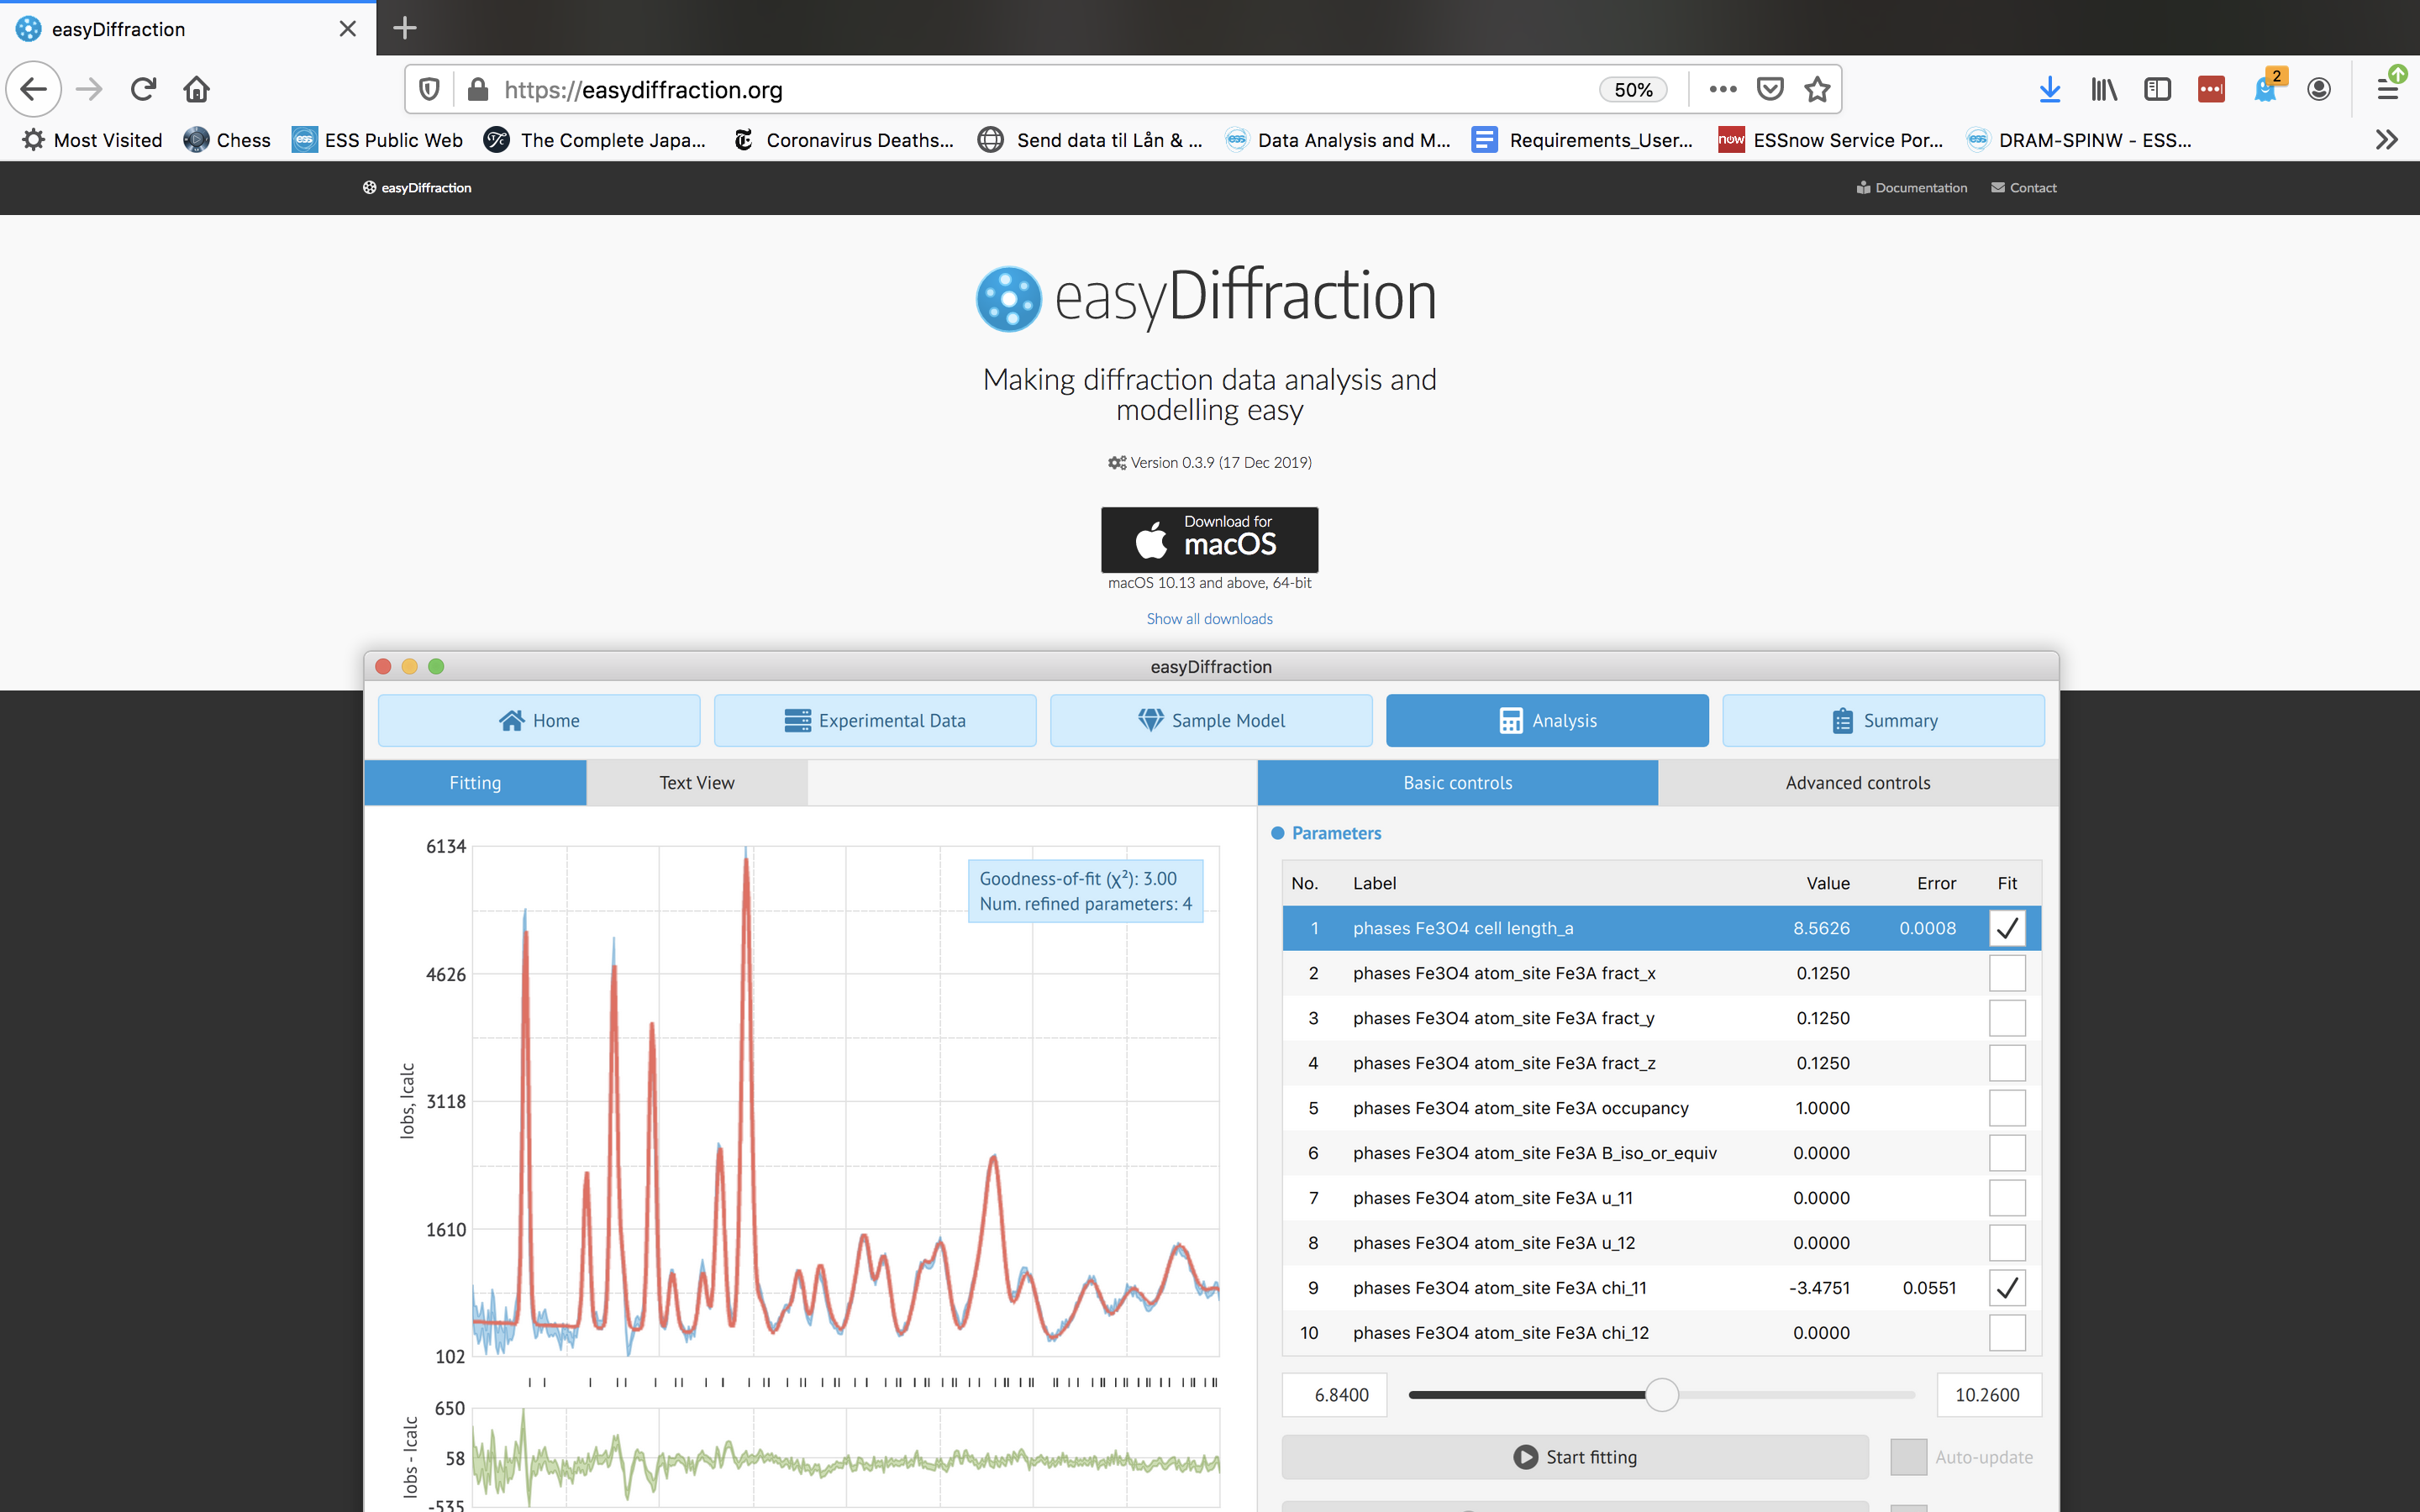 easyDiffraction
https://easydiffraction.org
50%
2
Most Visited
Chess
ESS Public Web
The Complete Japa...
Coronavirus Deaths...
Send data til Lån & ...
Data Analysis and M...
Requirements_User...
now
ESSnow Service Por...
DRAM-SPINW - ESS...
easyDiffraction
Documentation
Contact
easyDiffraction
Making diffraction data analysis and
modelling easy
Version 0.3.9 (17 Dec 2019)
Download for
macOS
macOS 10.13 and above, 64-bit
Show all downloads
easyDiffraction
Home
Experimental Data
Sample Model
Analysis
Summary
Fitting
Text View
Basic controls
Advanced controls
6134
4626
3118
1610
102
Iobs, Icalc
Goodness-of-fit (χ²): 3.00
Num. refined parameters: 4
650
58
-535
Iobs - Icalc
Parameters
No. Label Value Error Fit
1 phases Fe3O4 cell length_a 8.5626 0.0008
2 phases Fe3O4 atom_site Fe3A fract_x 0.1250
3 phases Fe3O4 atom_site Fe3A fract_y 0.1250
4 phases Fe3O4 atom_site Fe3A fract_z 0.1250
5 phases Fe3O4 atom_site Fe3A occupancy 1.0000
6 phases Fe3O4 atom_site Fe3A B_iso_or_equiv 0.0000
7 phases Fe3O4 atom_site Fe3A u_11 0.0000
8 phases Fe3O4 atom_site Fe3A u_12 0.0000
9 phases Fe3O4 atom_site Fe3A chi_11 -3.4751 0.0551
10 phases Fe3O4 atom_site Fe3A chi_12 0.0000
6.8400
10.2600
Start fitting
Auto-update